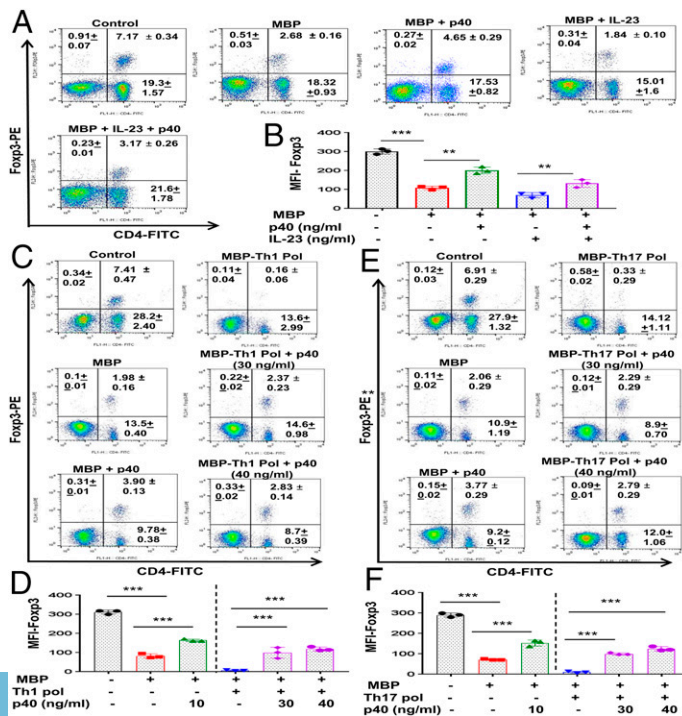 A
Control
0.91±
0.07
7.17 ± 0.34
19.3±
1.57
MBP
0.51±
0.03
2.68 ± 0.16
18.32
±0.93
MBP + p40
0.27±
0.02
4.65 ± 0.29
17.53
±0.82
MBP + IL-23
0.31±
0.04
1.84 ± 0.10
15.01
±1.6
MBP + IL-23 + p40
0.23±
0.01
3.17 ± 0.26
21.6±
1.78
Foxp3-PE
CD4-FITC
FL1-H :: CD4- FITC
B
MFI- Foxp3
400
300
200
100
0
***
**
**
MBP
- + + + +
p40 (ng/ml)
- - + - +
IL-23 (ng/ml)
- - - + +
C
Control
0.34±
0.02
7.41 ±
0.47
28.2±
2.40
MBP-Th1 Pol
0.11±
0.04
0.16 ±
0.06
13.6±
2.99
MBP
0.1±
0.01
1.98 ±
0.16
13.5±
0.40
MBP-Th1 Pol + p40
(30 ng/ml)
0.22±
0.02
2.37 ±
0.23
14.6±
0.98
MBP + p40
0.31±
0.01
3.90 ±
0.13
9.78±
0.38
MBP-Th1 Pol + p40
(40 ng/ml)
0.33±
0.02
2.83 ±
0.14
8.7±
0.39
Foxp3-PE
CD4-FITC
E
Control
0.12±
0.03
6.91 ±
0.29
27.9±
1.32
MBP-Th17 Pol
0.58±
0.02
0.33 ±
0.29
14.12
±1.11
MBP
0.11±
0.02
2.06 ±
0.29
10.9±
1.19
MBP-Th17 Pol + p40
(30 ng/ml)
0.12±
0.01
2.29 ±
0.29
8.9±
0.70
MBP + p40
0.15±
0.02
3.77 ±
0.29
9.2±
0.12
MBP-Th17 Pol + p40
(40 ng/ml)
0.09±
0.01
2.79 ±
0.29
12.0±
1.06
Foxp3-PE**
CD4-FITC
D
MFI-Foxp3
400
300
200
100
0
***
***
***
***
MBP
- + + + + +
Th1 pol
- - - + + +
p40 (ng/ml)
- - 10 - 30 40
F
MFI-Foxp3
400
300
200
100
0
***
***
***
***
MBP
- + + + + +
Th17 pol
- - - + + +
p40 (ng/ml)
- - 10 - 30 40